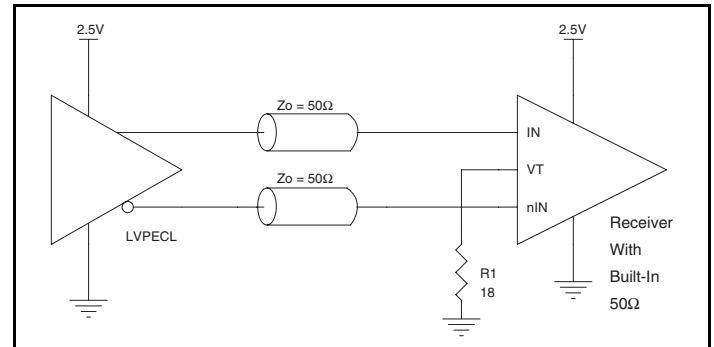 2.5V
2.5V
Zo = 50Ω
IN
VT
Zo = 50Ω
nIN
LVPECL
R1
18
Receiver
With
Built-In
50Ω